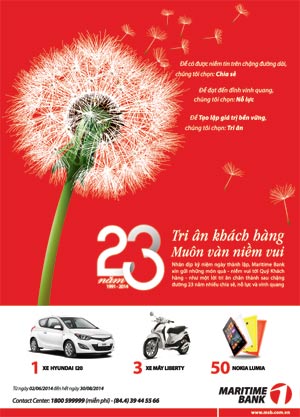 Để có được niềm tin trên chặng đường dài,
chúng tôi chọn: Chia sẻ
Để đạt đến đỉnh vinh quang,
chúng tôi chọn: Nỗ lực
Để Tạo lập giá trị bền vững,
chúng tôi chọn: Tri ân
23
năm
1991-2014
Tri ân khách hàng
Muôn vàn niềm vui
Nhân dịp kỷ niệm ngày thành lập, Maritime Bank
xin gửi những món quà - niềm vui tới Quý Khách
hàng – như một lời tri ân chân thành sau chặng
đường 23 năm nhiều chia sẻ, nỗ lực và vinh quang
1 XE HYUNDAI I20
3 XE MÁY LIBERTY
50 NOKIA LUMIA
Từ ngày 02/06/2014 đến hết ngày 30/08/2014
Contact Center: 1800 599999 (miễn phí) - (84.4) 39 44 55 66
MARITIME
BANK
www.msb.com.vn